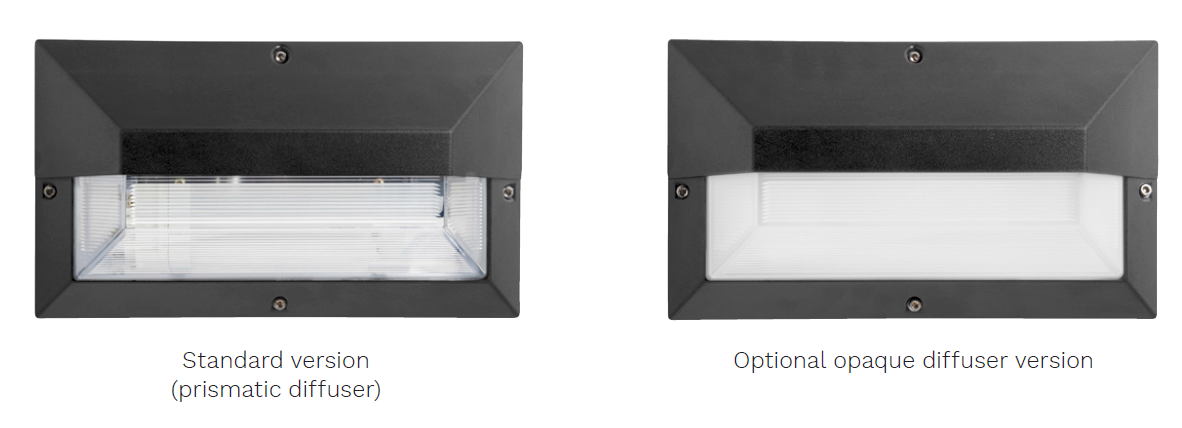 Standard version
(prismatic diffuser)
Optional opaque diffuser version